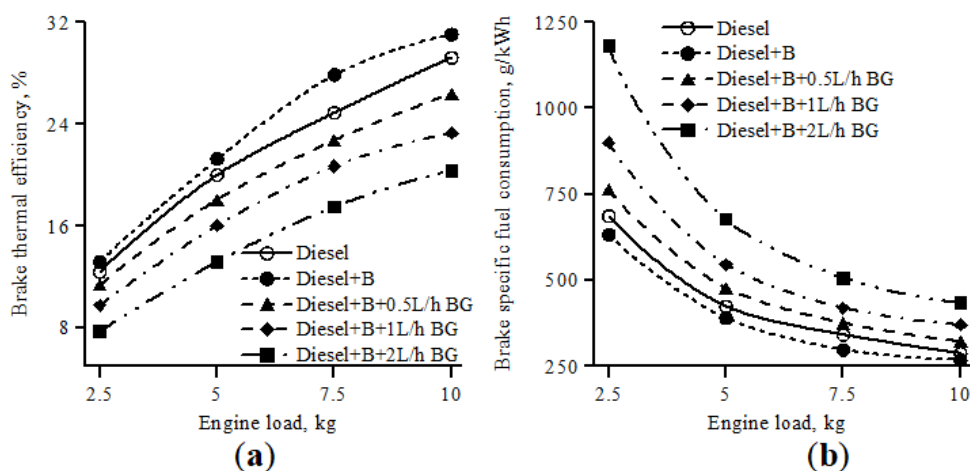 32
24
16
8
Brake thermal efficiency, %
Diesel
Diesel+B
Diesel+B+0.5L/h BG
Diesel+B+1L/h BG
Diesel+B+2L/h BG
2.5 5 7.5 10
Engine load, kg
(a)
1250
1000
750
500
250
Brake specific fuel consumption, g/kWh
Diesel
Diesel+B
Diesel+B+0.5L/h BG
Diesel+B+1L/h BG
Diesel+B+2L/h BG
2.5 5 7.5 10
Engine load, kg
(b)